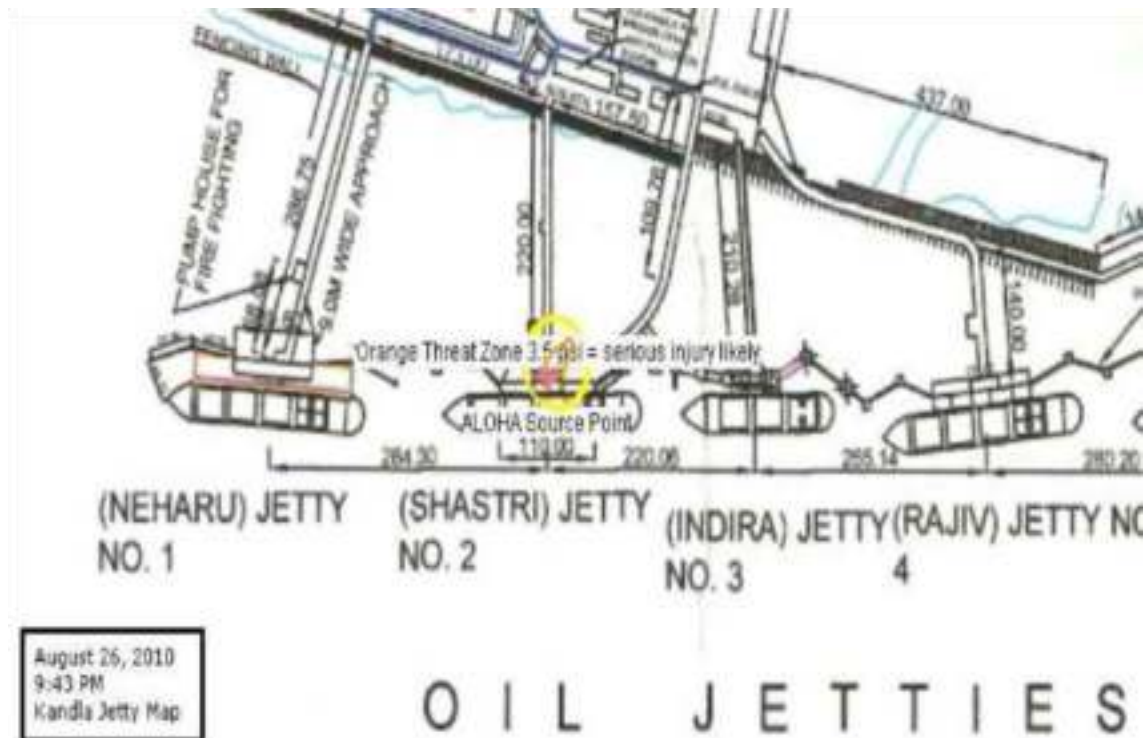 FENCING WALL
157.50
437.00
PUMP HOUSE FOR
FIRE FIGHTING
286.75
9.0M WIDE APPROACH
220.00
210.28
140.00
Orange Threat Zone 3.5 psi = serious injury likely
ALOHA Source Point
110.00
284.30
220.06
255.14
280.20
(NEHARU) JETTY
NO. 1
(SHASTRI) JETTY
NO. 2
(INDIRA) JETTY
NO. 3
(RAJIV) JETTY NO
4
August 26, 2010
9:43 PM
Kandla Jetty Map
OIL JETTIES